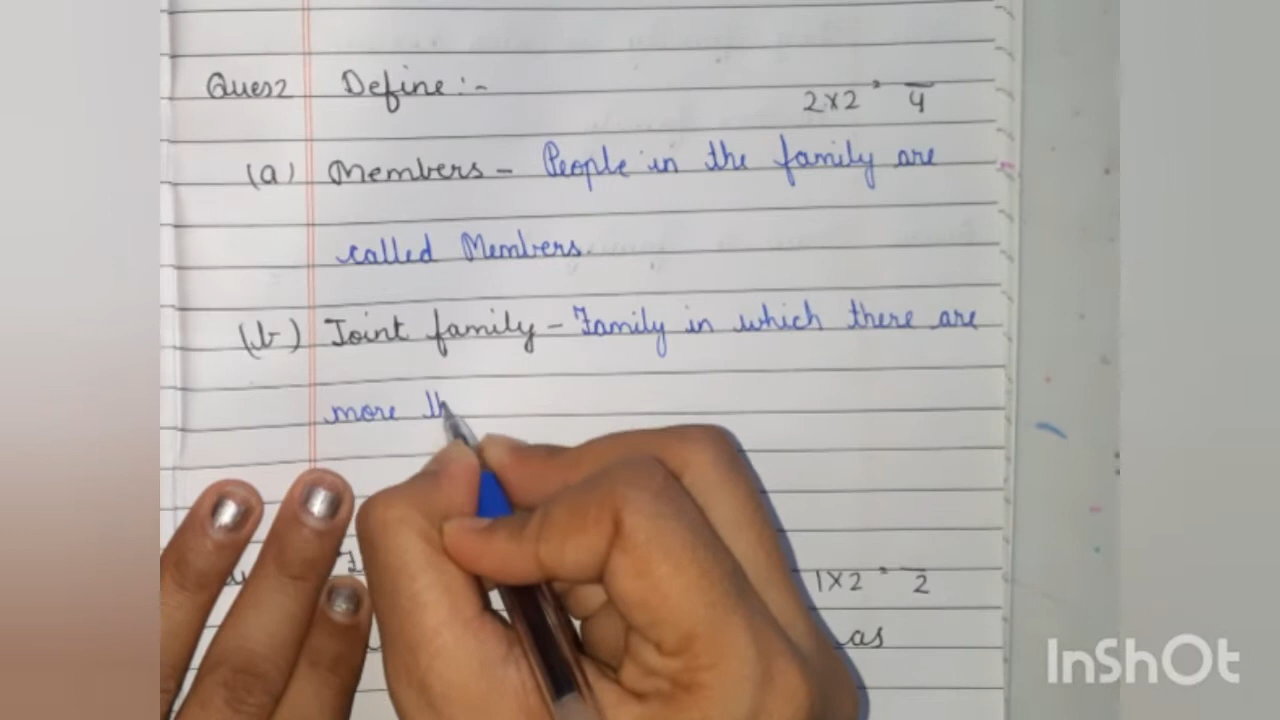 Ques2 Define:-
2x2 = 4
(a) Members - People in the family are
called Members.
(b) Joint family - Family in which there are
more th
1x2 = 2
as
InShOt